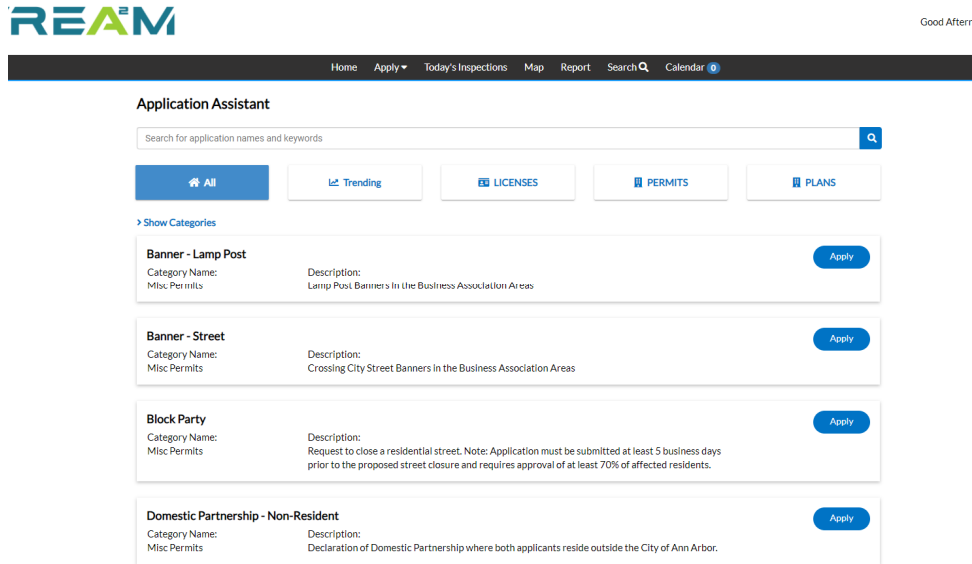 REA²M
Good Aftern
Home Apply Today's Inspections Map Report Search Calendar 0
Application Assistant
Search for application names and keywords
All Trending LICENSES PERMITS PLANS
> Show Categories
Banner - Lamp Post
Apply
Category Name: Description:
Misc Permits Lamp Post Banners in the Business Association Areas
Banner - Street
Apply
Category Name: Description:
Misc Permits Crossing City Street Banners in the Business Association Areas
Block Party
Apply
Category Name: Description:
Misc Permits Request to close a residential street. Note: Application must be submitted at least 5 business days
prior to the proposed street closure and requires approval of at least 70% of affected residents.
Domestic Partnership - Non-Resident
Apply
Category Name: Description:
Misc Permits Declaration of Domestic Partnership where both applicants reside outside the City of Ann Arbor.